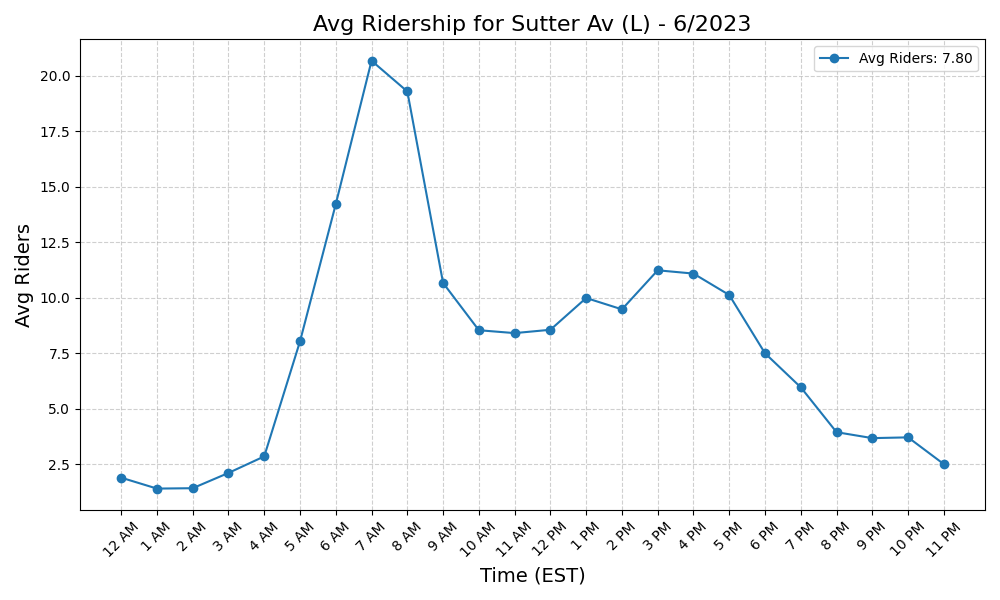 Avg Ridership for Sutter Av (L) - 6/2023
Avg Riders: 7.80
Avg Riders
20.0
17.5
15.0
12.5
10.0
7.5
5.0
2.5
12 AM
1 AM
2 AM
3 AM
4 AM
5 AM
6 AM
7 AM
8 AM
9 AM
10 AM
11 AM
12 PM
1 PM
2 PM
3 PM
4 PM
5 PM
6 PM
7 PM
8 PM
9 PM
10 PM
11 PM
Time (EST)